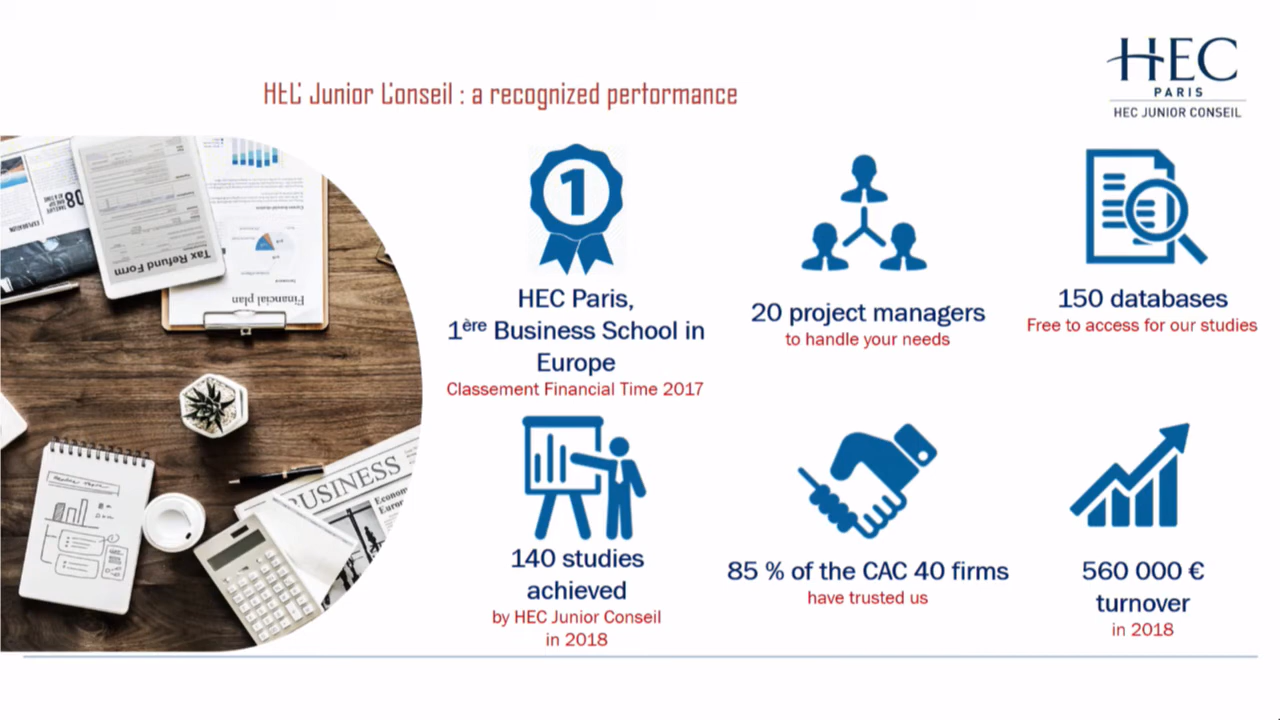 HEC Junior Conseil : a recognized performance
HEC
PARIS
HEC JUNIOR CONSEIL
1
HEC Paris,
1ère Business School in
Europe
Classement Financial Time 2017
20 project managers
to handle your needs
150 databases
Free to access for our studies
140 studies
achieved
by HEC Junior Conseil
in 2018
85 % of the CAC 40 firms
have trusted us
560 000 €
turnover
in 2018
Tax Refund Form
Financial plan
BUSINESS